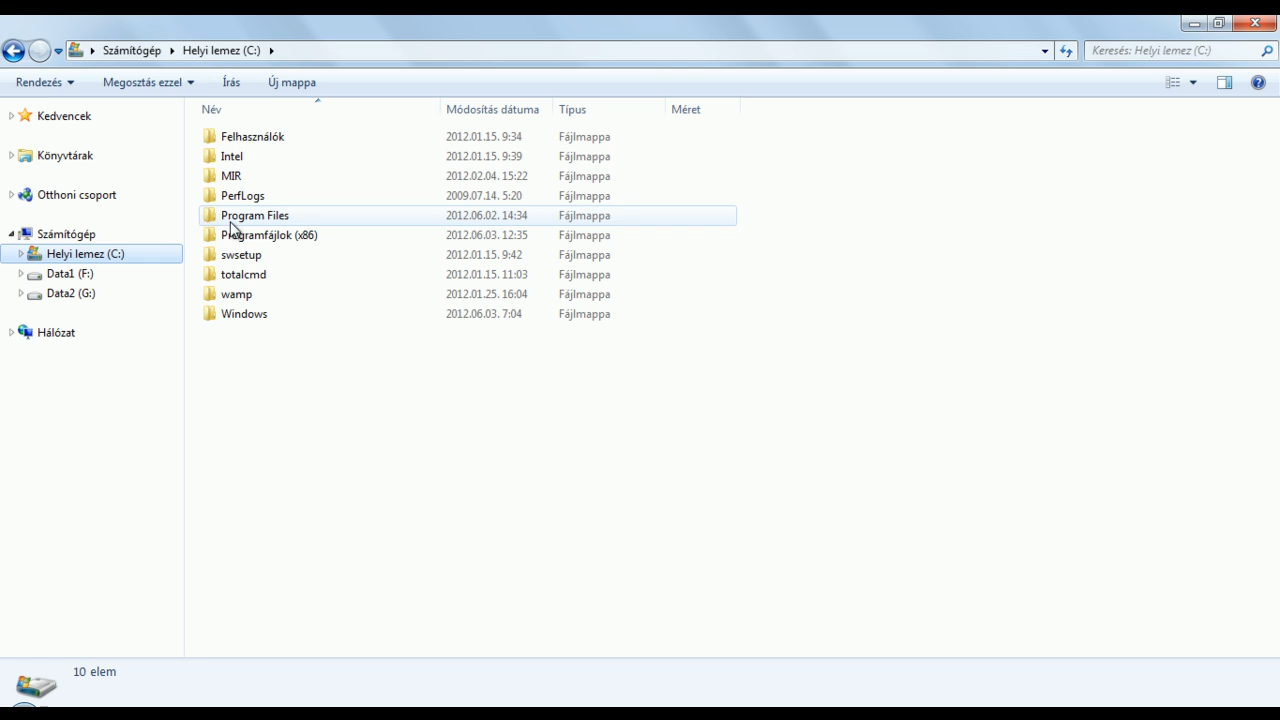 Számítógép Helyi lemez (C:) Keresés: Helyi lemez (C:)
Rendezés Megosztás ezzel Írás Új mappa
Kedvencek
Könyvtárak
Otthoni csoport
Számítógép
Helyi lemez (C:)
Data1 (F:)
Data2 (G:)
Hálózat
Név Módosítás dátuma Típus Méret
Felhasználók 2012.01.15. 9:34 Fájlmappa
Intel 2012.01.15. 9:39 Fájlmappa
MIR 2012.02.04. 15:22 Fájlmappa
PerfLogs 2009.07.14. 5:20 Fájlmappa
Program Files 2012.06.02. 14:34 Fájlmappa
Programfájlok (x86) 2012.06.03. 12:35 Fájlmappa
swsetup 2012.01.15. 9:42 Fájlmappa
totalcmd 2012.01.15. 11:03 Fájlmappa
wamp 2012.01.25. 16:04 Fájlmappa
Windows 2012.06.03. 7:04 Fájlmappa
10 elem